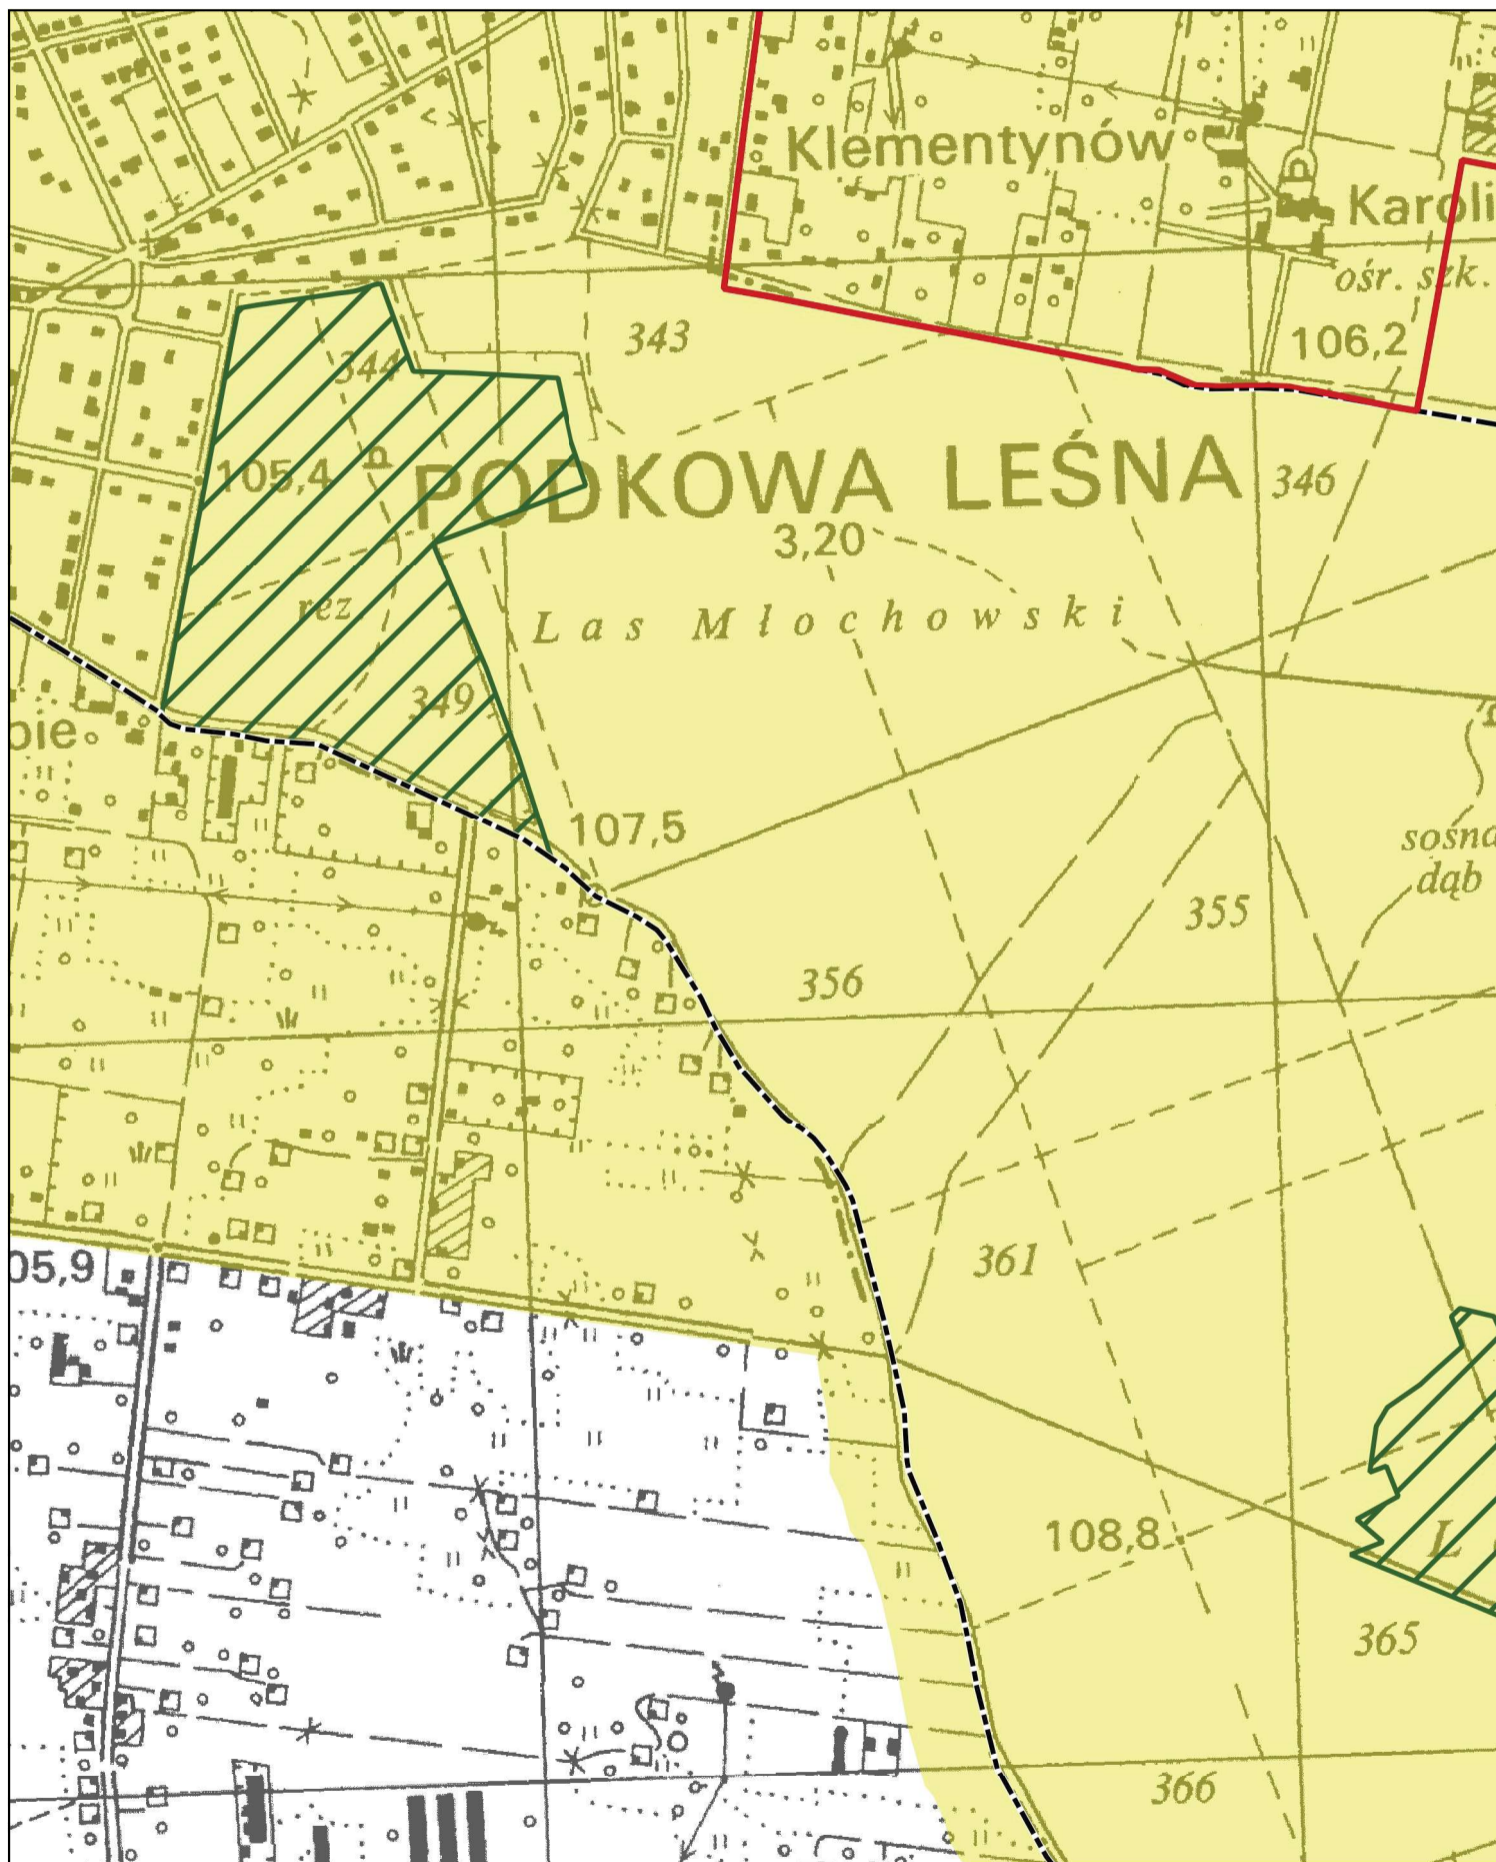 Klementynów
Karoli
ośr. szk.
106,2
343
344
105,4
PODKOWA LEŚNA
346
3,20
rez.
Las Młochowski
349
pie
107,5
sosna
dąb
355
356
361
05,9
108,8
L
365
366